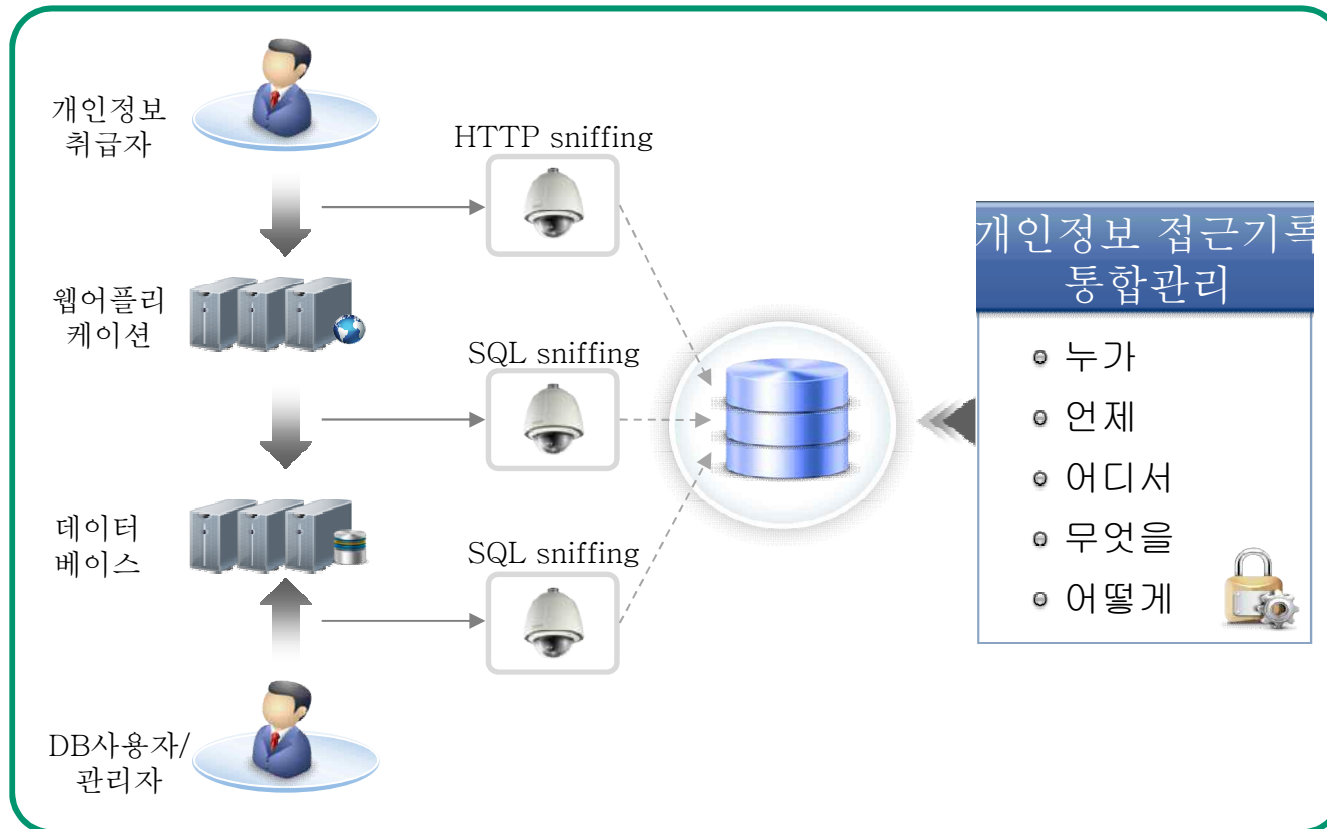 개인정보
취급자
HTTP sniffing
웹어플리
케이션
SQL sniffing
데이터
베이스
SQL sniffing
DB사용자/
관리자
개인정보 접근기록
통합관리
누가
언제
어디서
무엇을
어떻게